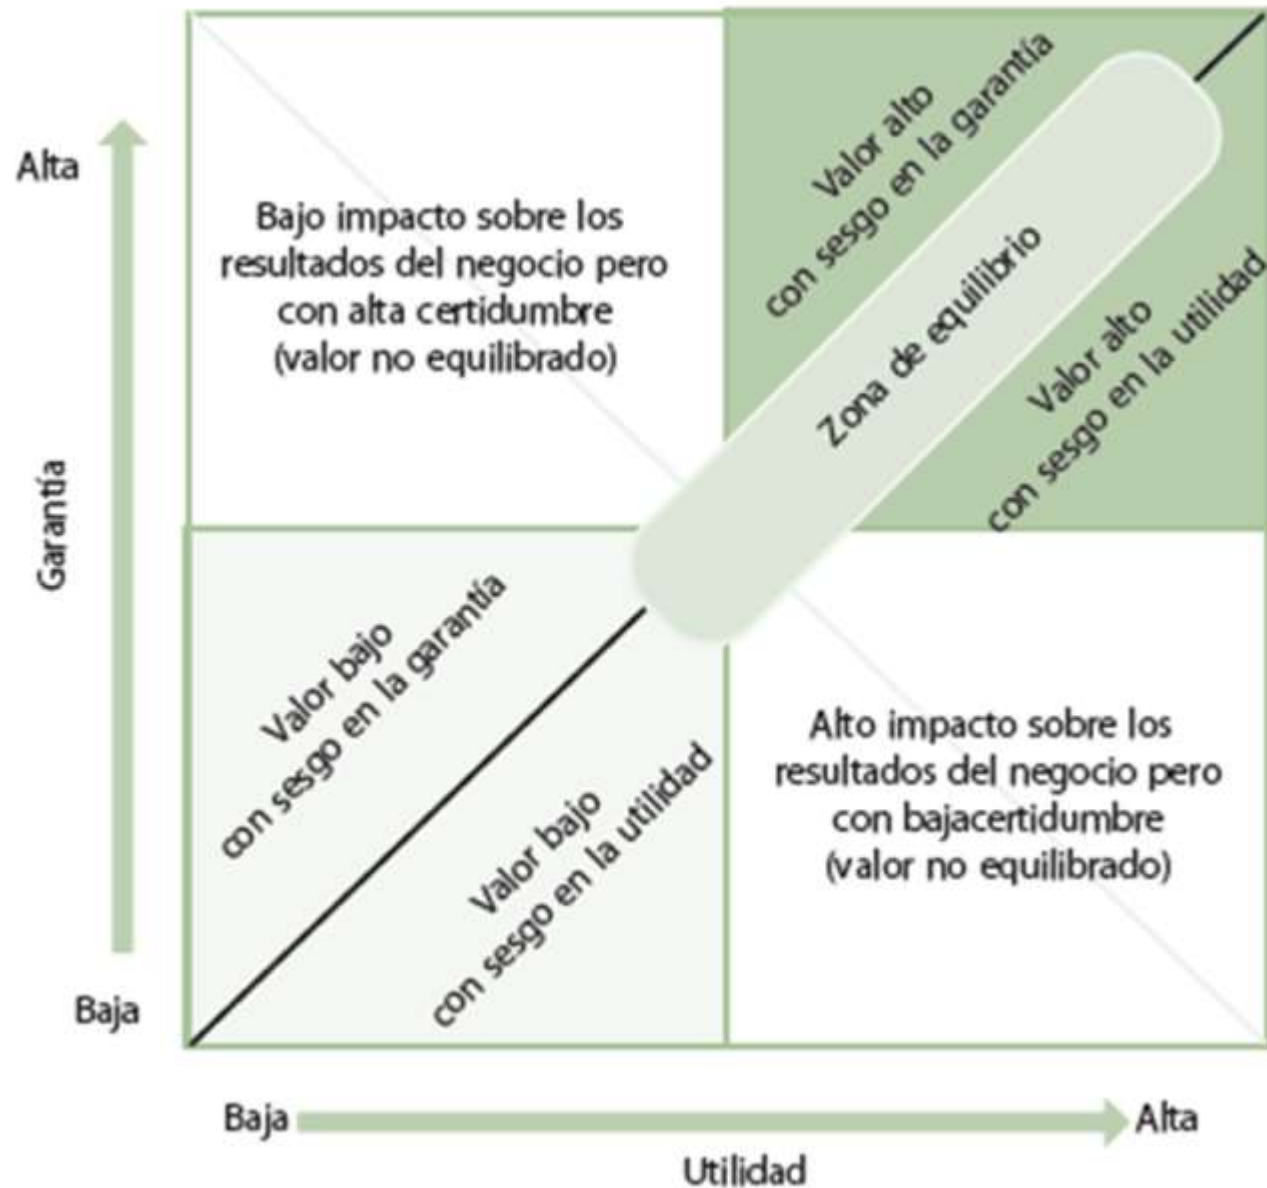 Alta
Garantía
Baja
Bajo impacto sobre los
resultados del negocio pero
con alta certidumbre
(valor no equilibrado)
Valor alto
con sesgo en la garantía
Zona de equilibrio
Valor alto
con sesgo en la utilidad
Valor bajo
con sesgo en la garantía
Valor bajo
con sesgo en la utilidad
Alto impacto sobre los
resultados del negocio pero
con bajacertidumbre
(valor no equilibrado)
Baja
Alta
Utilidad